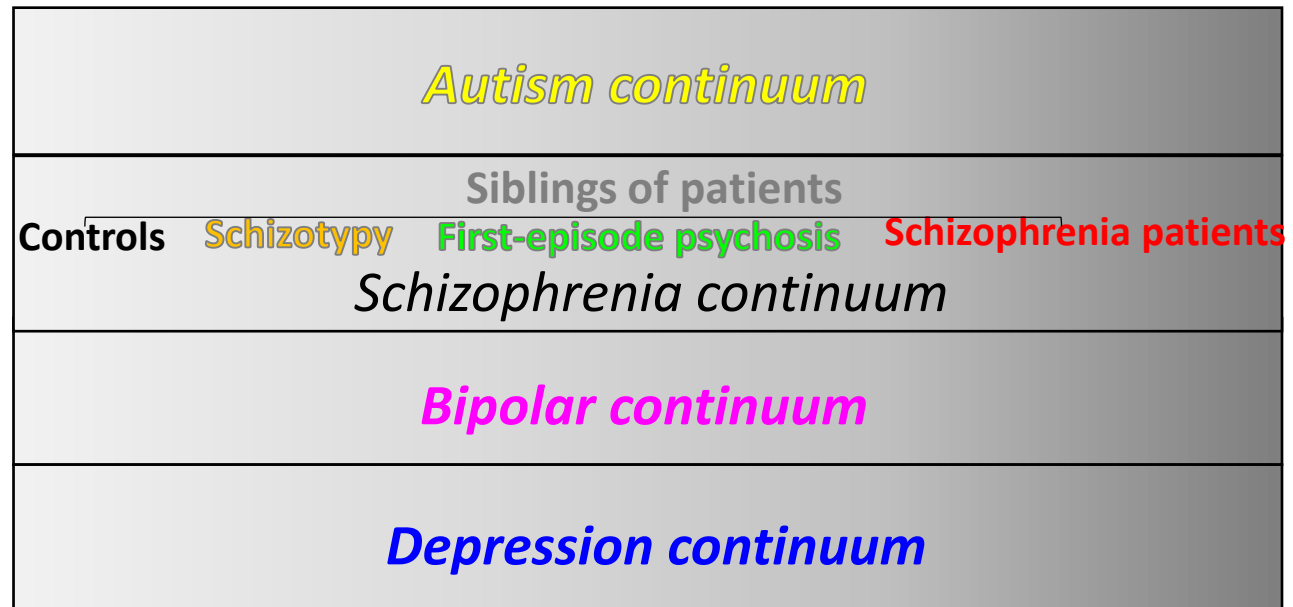 Autism continuum
Siblings of patients
Controls Schizotypy First-episode psychosis Schizophrenia patients
Schizophrenia continuum
Bipolar continuum
Depression continuum